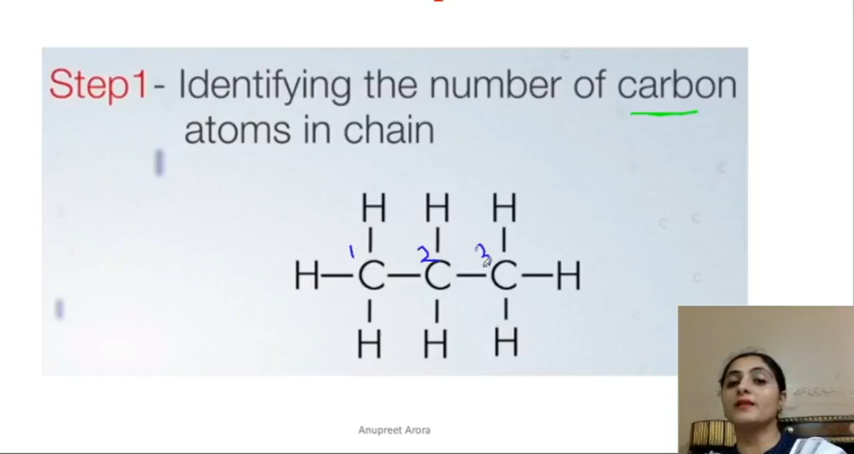 Step1- Identifying the number of carbon
atoms in chain
H H H
1 2 3
H—C—C—C—H
H H H
Anupreet Arora